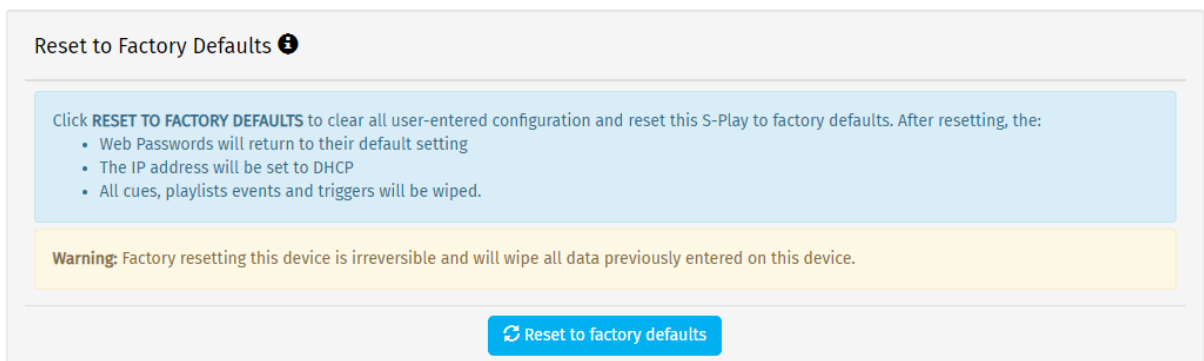 Reset to Factory Defaults
Click RESET TO FACTORY DEFAULTS to clear all user-entered configuration and reset this S-Play to factory defaults. After resetting, the:
• Web Passwords will return to their default setting
• The IP address will be set to DHCP
• All cues, playlists events and triggers will be wiped.
Warning: Factory resetting this device is irreversible and will wipe all data previously entered on this device.
Reset to factory defaults